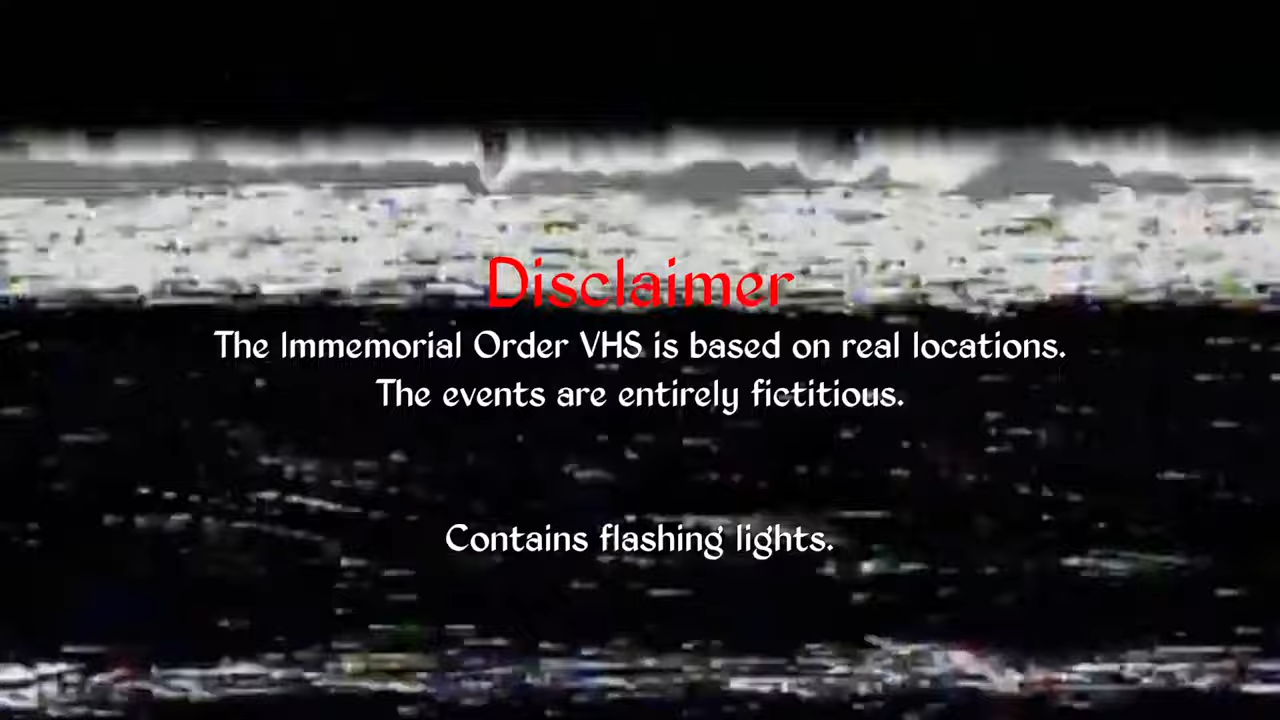 Disclaimer
The Immemorial Order VHS is based on real locations.
The events are entirely fictitious.
Contains flashing lights.